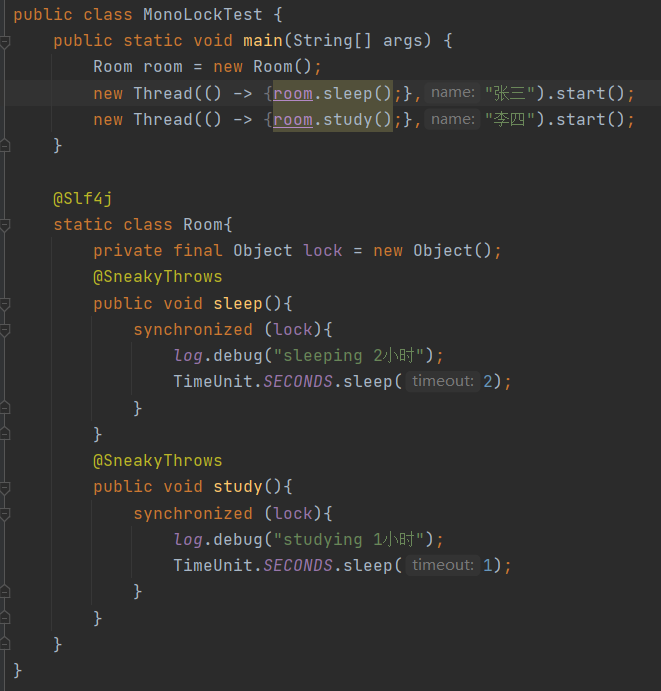 public class MonoLockTest {
    public static void main(String[] args) {
        Room room = new Room();
        new Thread(() -> {room.sleep();}, name: "张三").start();
        new Thread(() -> {room.study();}, name: "李四").start();
    }
    @Slf4j
    static class Room{
        private final Object lock = new Object();
        @SneakyThrows
        public void sleep(){
            synchronized (lock){
                log.debug("sleeping 2小时");
                TimeUnit.SECONDS.sleep( timeout: 2);
            }
        }
        @SneakyThrows
        public void study(){
            synchronized (lock){
                log.debug("studying 1小时");
                TimeUnit.SECONDS.sleep( timeout: 1);
            }
        }
    }
}